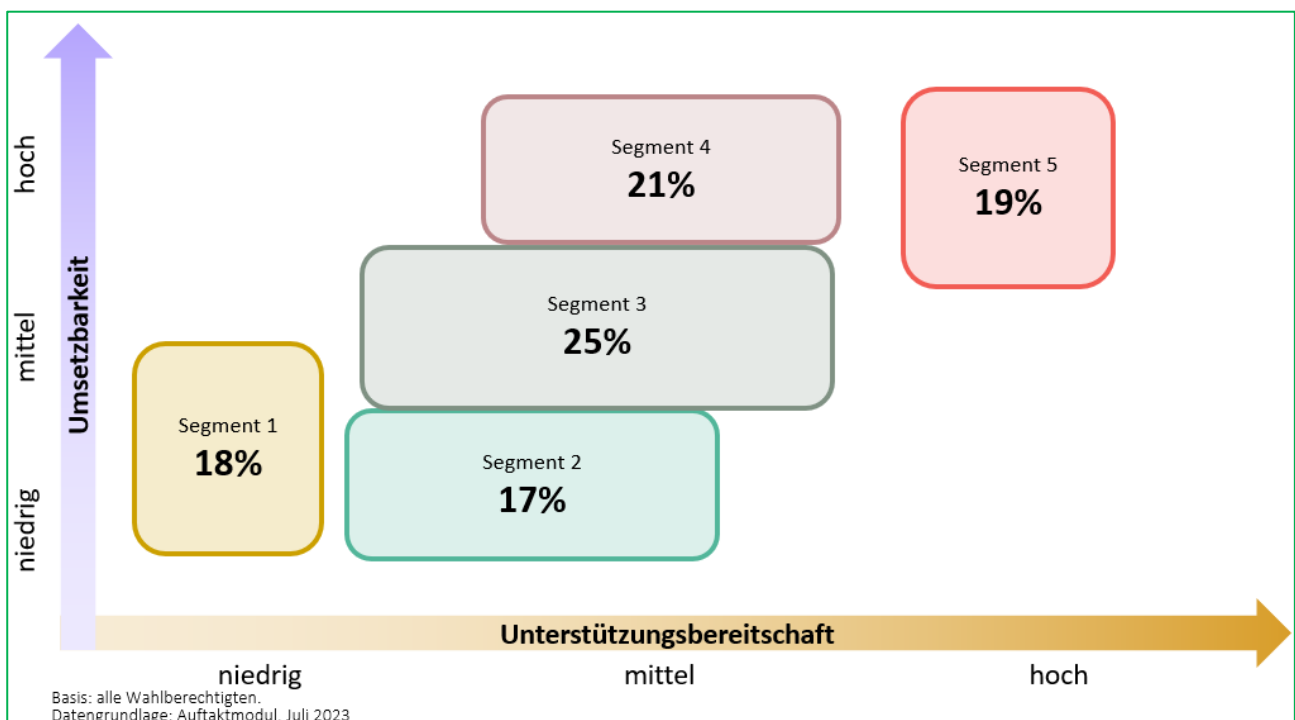 hoch
mittel
niedrig
Umsetzbarkeit
Segment 4
21%
Segment 5
19%
Segment 3
25%
Segment 1
18%
Segment 2
17%
Unterstützungsbereitschaft
niedrig
mittel
hoch
Basis: alle Wahlberechtigten.
Datengrundlage: Auftaktmodul, Juli 2023